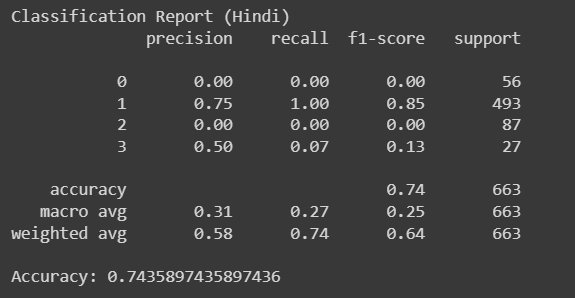 Classification Report (Hindi)
precision recall f1-score support
0 0.00 0.00 0.00 56
1 0.75 1.00 0.85 493
2 0.00 0.00 0.00 87
3 0.50 0.07 0.13 27
accuracy 0.74 663
macro avg 0.31 0.27 0.25 663
weighted avg 0.58 0.74 0.64 663
Accuracy: 0.7435897435897436